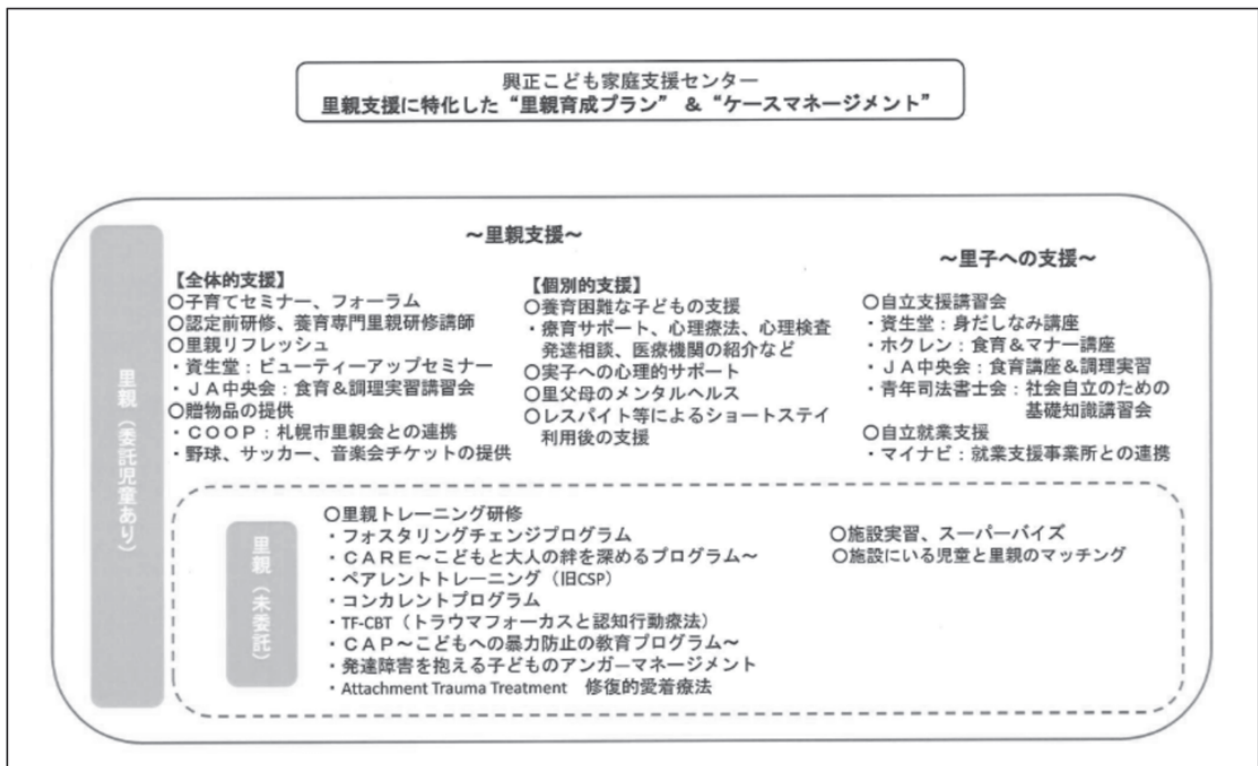 興正こども家庭支援センター
里親支援に特化した“里親育成プラン” & “ケースマネージメント”
里親（委託児童あり）
～里親支援～
【全体的支援】
○子育てセミナー、フォーラム
○認定前研修、養育専門里親研修講師
○里親リフレッシュ
・資生堂：ビューティーアップセミナー
・ＪＡ中央会：食育＆調理実習講習会
○贈物品の提供
・ＣＯＯＰ：札幌市里親会との連携
・野球、サッカー、音楽会チケットの提供
【個別的支援】
○養育困難な子どもの支援
・療育サポート、心理療法、心理検査
発達相談、医療機関の紹介など
○実子への心理的サポート
○里父母のメンタルヘルス
○レスパイト等によるショートステイ
利用後の支援
～里子への支援～
○自立支援講習会
・資生堂：身だしなみ講座
・ホクレン：食育＆マナー講座
・ＪＡ中央会：食育講座＆調理実習
・青年司法書士会：社会自立のための
基礎知識講習会
○自立就業支援
・マイナビ：就業支援事業所との連携
里親（未委託）
○里親トレーニング研修
・フォスタリングチェンジプログラム
・ＣＡＲＥ～こどもと大人の絆を深めるプログラム～
・ペアレントトレーニング（旧CSP）
・コンカレントプログラム
・TF-CBT（トラウマフォーカスと認知行動療法）
・ＣＡＰ～こどもへの暴力防止の教育プログラム～
・発達障害を抱える子どものアンガーマネージメント
・Attachment Trauma Treatment　修復的愛着療法
○施設実習、スーパーバイズ
○施設にいる児童と里親のマッチング